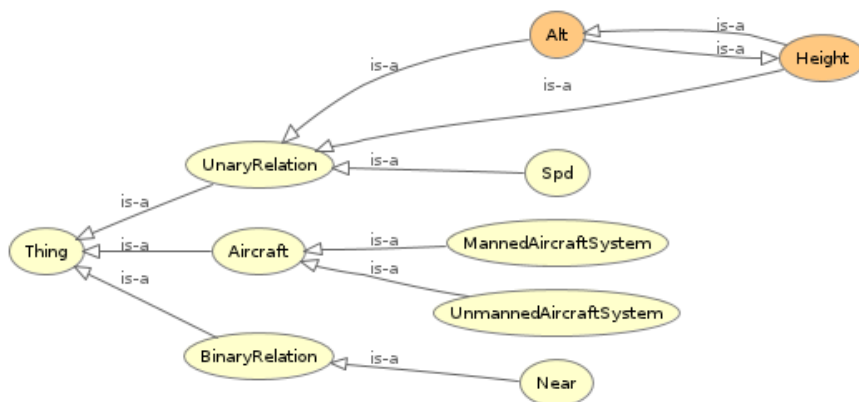 Alt
is-a
is-a
Height
is-a
is-a
UnaryRelation
is-a
Spd
is-a
Thing
is-a
Aircraft
is-a
MannedAircraftSystem
is-a
UnmannedAircraftSystem
is-a
BinaryRelation
is-a
Near